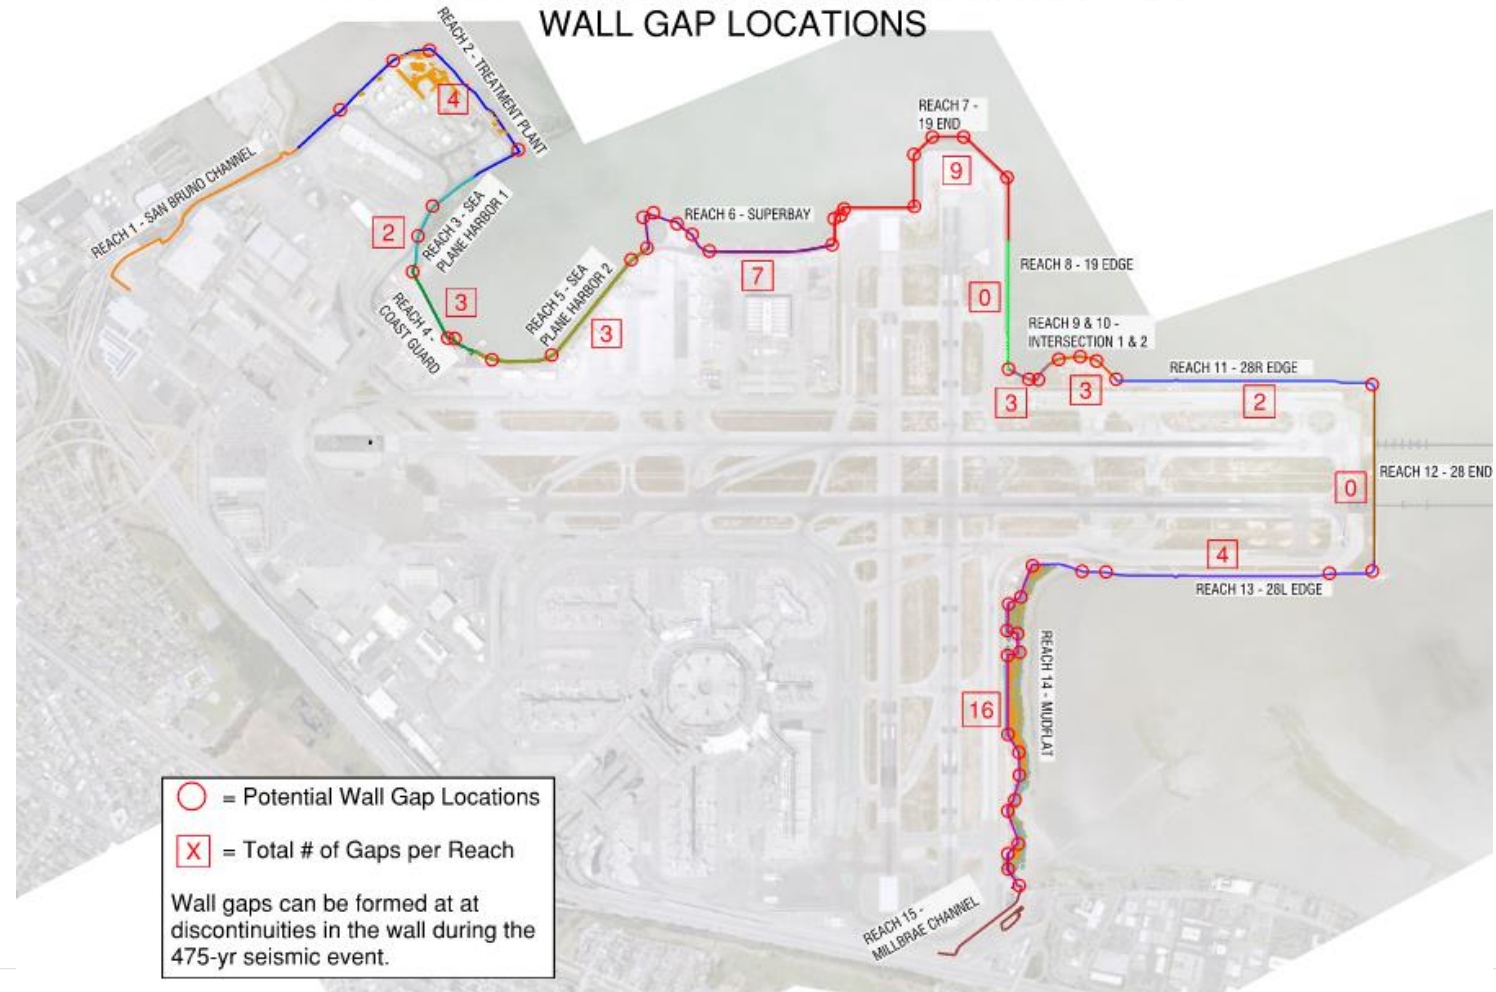 WALL GAP LOCATIONS
REACH 1 - SAN BRUNO CHANNEL
REACH 2 - TREATMENT PLANT
4
2
REACH 3 - SEA
PLANE HARBOR 1
REACH 4 -
COAST GUARD
3
REACH 5 - SEA
PLANE HARBOR 2
3
REACH 6 - SUPERBAY
7
REACH 7 -
19 END
9
REACH 8 - 19 EDGE
0
REACH 9 & 10 -
INTERSECTION 1 & 2
3
3
REACH 11 - 28R EDGE
2
REACH 12 - 28 END
0
4
REACH 13 - 28L EDGE
REACH 14 - MUDFLAT
16
REACH 15 -
MILLBRAE CHANNEL
= Potential Wall Gap Locations
X = Total # of Gaps per Reach
Wall gaps can be formed at at
discontinuities in the wall during the
475-yr seismic event.